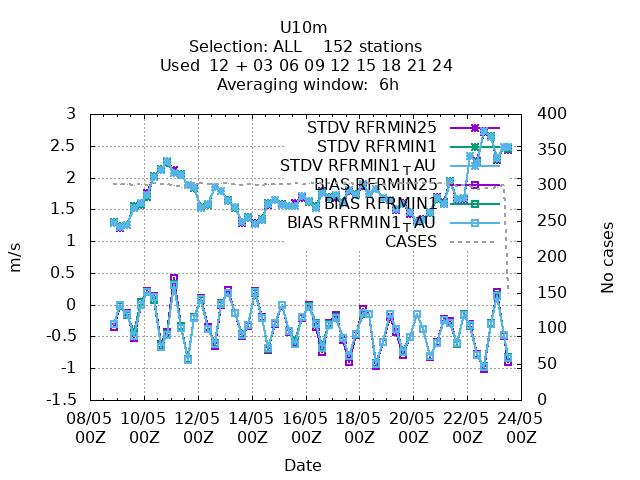 U10m
Selection: ALL    152 stations
Used  12 + 03 06 09 12 15 18 21 24
Averaging window:  6h
STDV RFRMIN25
STDV RFRMIN1
STDV RFRMIN1_AU
BIAS RFRMIN25
BIAS RFRMIN1
BIAS RFRMIN1_AU
CASES
3
2.5
2
1.5
1
0.5
0
-0.5
-1
-1.5
m/s
400
350
300
250
200
150
100
50
0
No cases
08/05 10/05 12/05 14/05 16/05 18/05 20/05 22/05 24/05
00Z 00Z 00Z 00Z 00Z 00Z 00Z 00Z 00Z
Date